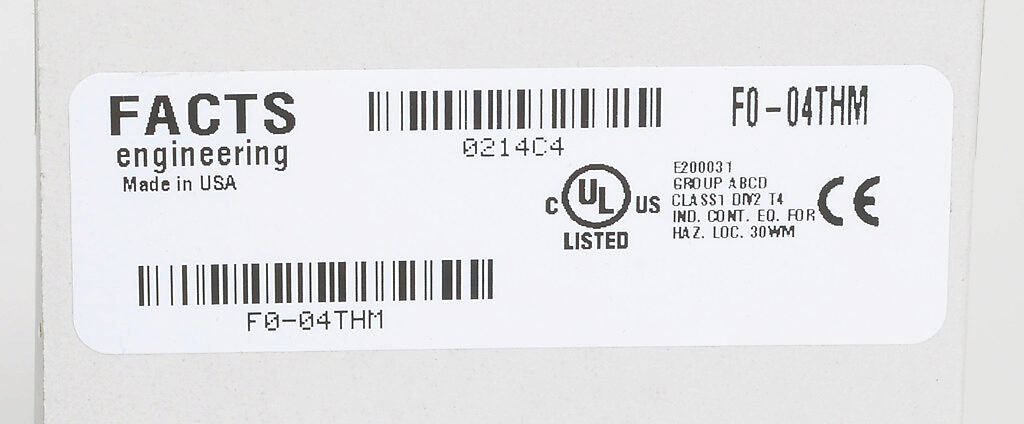 FACTS
engineering
Made in USA
0214C4
F0-04THM
C UL US
LISTED
E200031
GROUP ABCD
CLASS1 DIV2 T4
IND. CONT. EQ. FOR
HAZ. LOC. 30WM
CE
F0-04THM